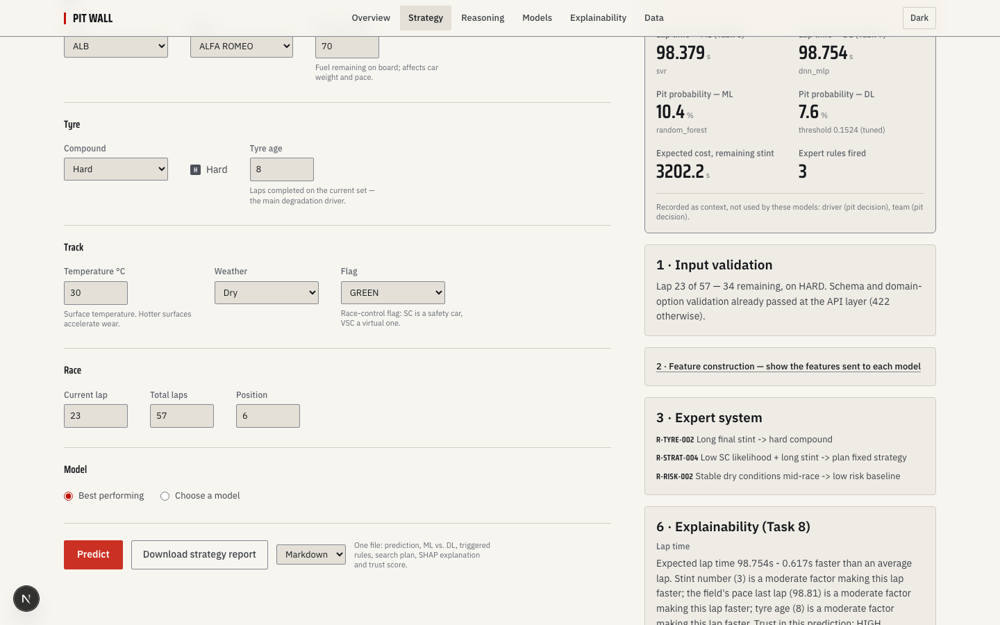 PIT WALL
Overview
Strategy
Reasoning
Models
Explainability
Data
Dark
ALB
ALFA ROMEO
70
Fuel remaining on board; affects car
weight and pace.
Tyre
Compound
Tyre age
Hard
H Hard
8
Laps completed on the current set —
the main degradation driver.
Track
Temperature °C
Weather
Flag
30
Dry
GREEN
Surface temperature. Hotter surfaces
accelerate wear.
Race-control flag: SC is a safety car,
VSC a virtual one.
Race
Current lap
Total laps
Position
23
57
6
Model
Best performing
Choose a model
Predict
Download strategy report
Markdown
One file: prediction, ML vs. DL, triggered
rules, search plan, SHAP explanation
and trust score.
98.379 s
98.754 s
svr
dnn_mlp
Pit probability — ML
Pit probability — DL
10.4 %
7.6 %
random_forest
threshold 0.1524 (tuned)
Expected cost, remaining stint
Expert rules fired
3202.2 s
3
Recorded as context, not used by these models: driver (pit decision), team (pit
decision).
1 · Input validation
Lap 23 of 57 — 34 remaining, on HARD. Schema and domain-
option validation already passed at the API layer (422
otherwise).
2 · Feature construction — show the features sent to each model
3 · Expert system
R-TYRE-002 Long final stint -> hard compound
R-STRAT-004 Low SC likelihood + long stint -> plan fixed strategy
R-RISK-002 Stable dry conditions mid-race -> low risk baseline
6 · Explainability (Task 8)
Lap time
Expected lap time 98.754s - 0.617s faster than an average
lap. Stint number (3) is a moderate factor making this lap
faster; the field's pace last lap (98.81) is a moderate factor
making this lap faster; tyre age (8) is a moderate factor
making this lap faster. Trust in this prediction: HIGH
N